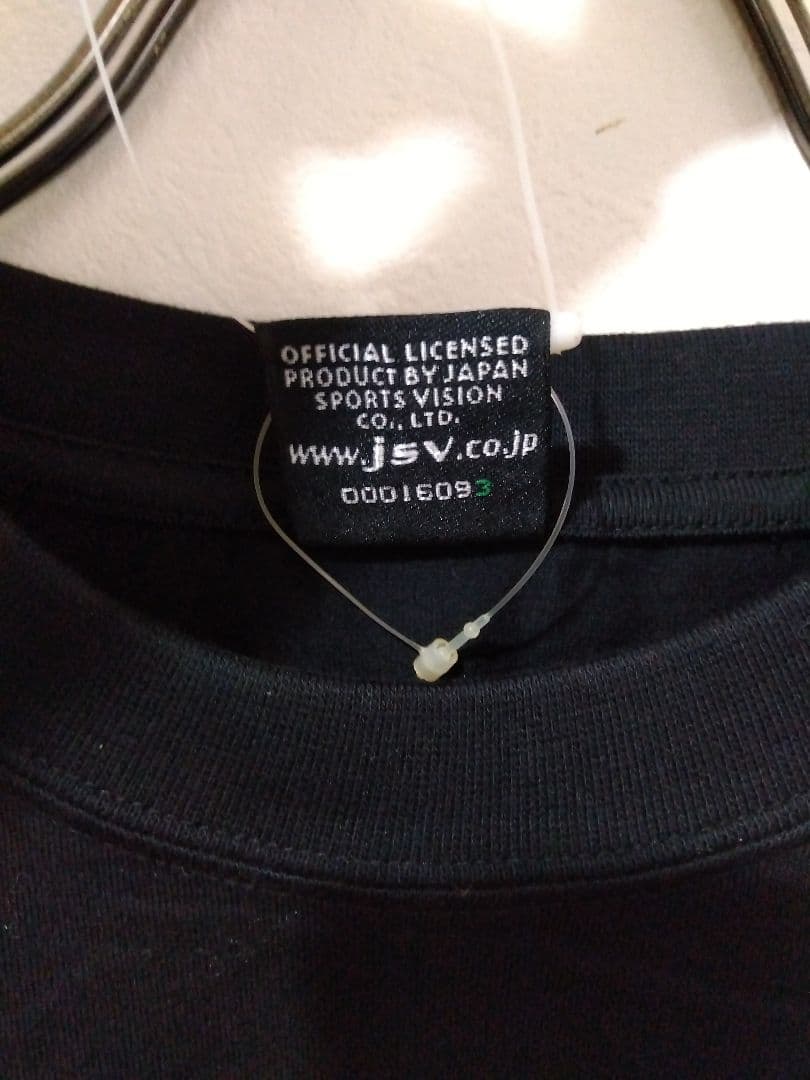 OFFICIAL LICENSED
PRODUCT BY JAPAN
SPORTS VISION
CO., LTD.
www.jsv.co.jp
00016093